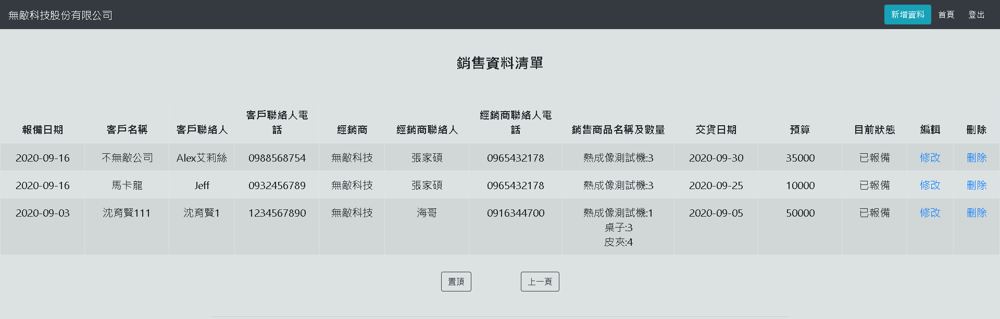 無敵科技股份有限公司 新增資料 首頁 登出
銷售資料清單
報備日期 客戶名稱 客戶聯絡人 客戶聯絡人電話 經銷商 經銷商聯絡人 經銷商聯絡人電話 銷售商品名稱及數量 交貨日期 預算 目前狀態 編輯 刪除
2020-09-16 不無敵公司 Alex艾莉絲 0988568754 無敵科技 張家碩 0965432178 熱成像測試機:3 2020-09-30 35000 已報備 修改 刪除
2020-09-16 馬卡龍 Jeff 0932456789 無敵科技 張家碩 0965432178 熱成像測試機:3 2020-09-25 10000 已報備 修改 刪除
2020-09-03 沈育賢111 沈育賢1 1234567890 無敵科技 海哥 0916344700 熱成像測試機:1 2020-09-05 50000 已報備 修改 刪除
桌子:3
皮夾:4
置頂 上一頁